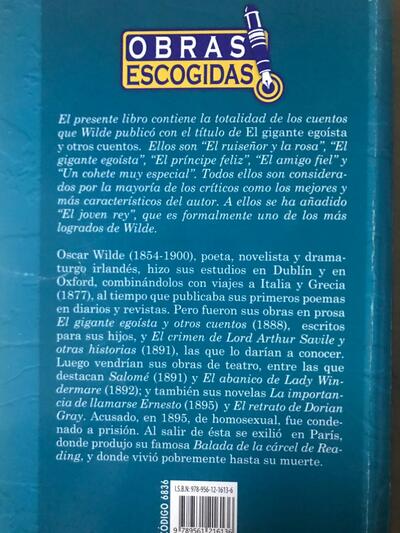 OBRAS
ESCOGIDAS
El presente libro contiene la totalidad de los cuentos
que Wilde publicó con el título de El gigante egoísta
y otros cuentos. Ellos son “El ruiseñor y la rosa”, “El
gigante egoísta”, “El príncipe feliz”, “El amigo fiel” y
“Un cohete muy especial”. Todos ellos son considera-
dos por la mayoría de los críticos como los mejores y
más característicos del autor. A ellos se ha añadido
“El joven rey”, que es formalmente uno de los más
logrados de Wilde.
Oscar Wilde (1854-1900), poeta, novelista y drama-
turgo irlandés, hizo sus estudios en Dublín y en
Oxford, combinándolos con viajes a Italia y Grecia
(1877), al tiempo que publicaba sus primeros poemas
en diarios y revistas. Pero fueron sus obras en prosa
El gigante egoísta y otros cuentos (1888), escritos
para sus hijos, y El crimen de Lord Arthur Savile y
otras historias (1891), las que lo darían a conocer.
Luego vendrían sus obras de teatro, entre las que
destacan Salomé (1891) y El abanico de Lady Win-
dermare (1892); y también sus novelas La importan-
cia de llamarse Ernesto (1895) y El retrato de Dorian
Gray. Acusado, en 1895, de homosexual, fue conde-
nado a prisión. Al salir de ésta se exilió en París,
donde produjo su famosa Balada de la cárcel de Rea-
ding, y donde vivió pobremente hasta su muerte.
CÓDIGO 6836
I.S.B.N: 978-956-12-1613-6
9 789561 216136